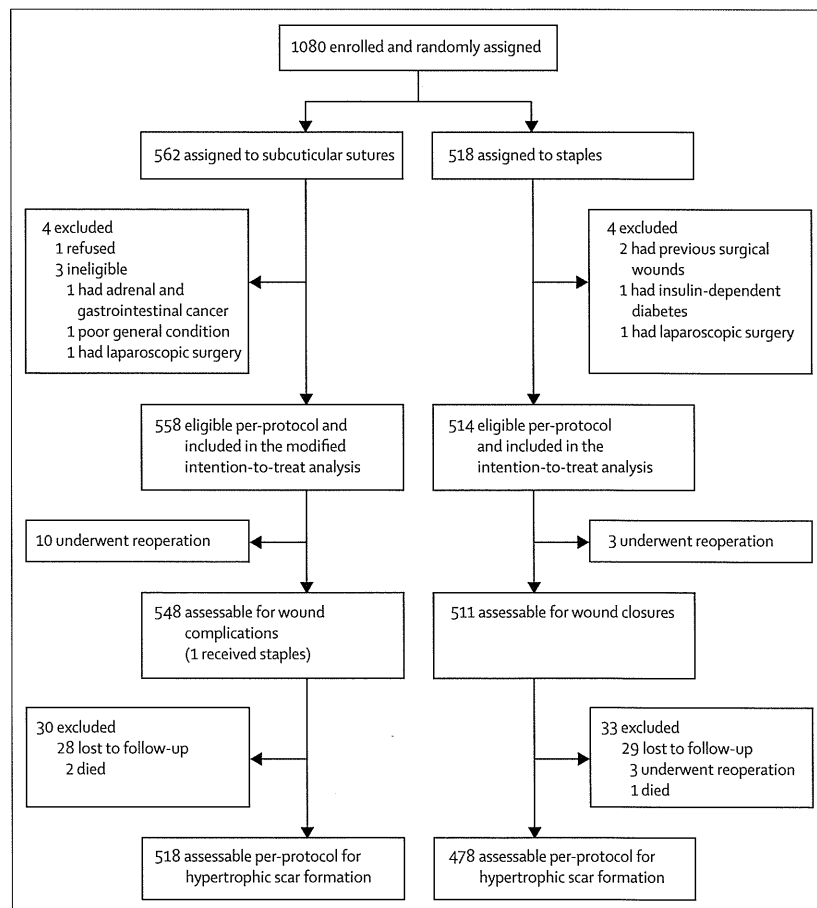 1080 enrolled and randomly assigned
562 assigned to subcuticular sutures
518 assigned to staples
4 excluded
1 refused
3 ineligible
1 had adrenal and
gastrointestinal cancer
1 poor general condition
1 had laparoscopic surgery
4 excluded
2 had previous surgical
wounds
1 had insulin-dependent
diabetes
1 had laparoscopic surgery
558 eligible per-protocol and
included in the modified
intention-to-treat analysis
514 eligible per-protocol
and included in the
intention-to-treat analysis
10 underwent reoperation
3 underwent reoperation
548 assessable for wound
complications
(1 received staples)
511 assessable for wound closures
30 excluded
28 lost to follow-up
2 died
33 excluded
29 lost to follow-up
3 underwent reoperation
1 died
518 assessable per-protocol for
hypertrophic scar formation
478 assessable per-protocol for
hypertrophic scar formation